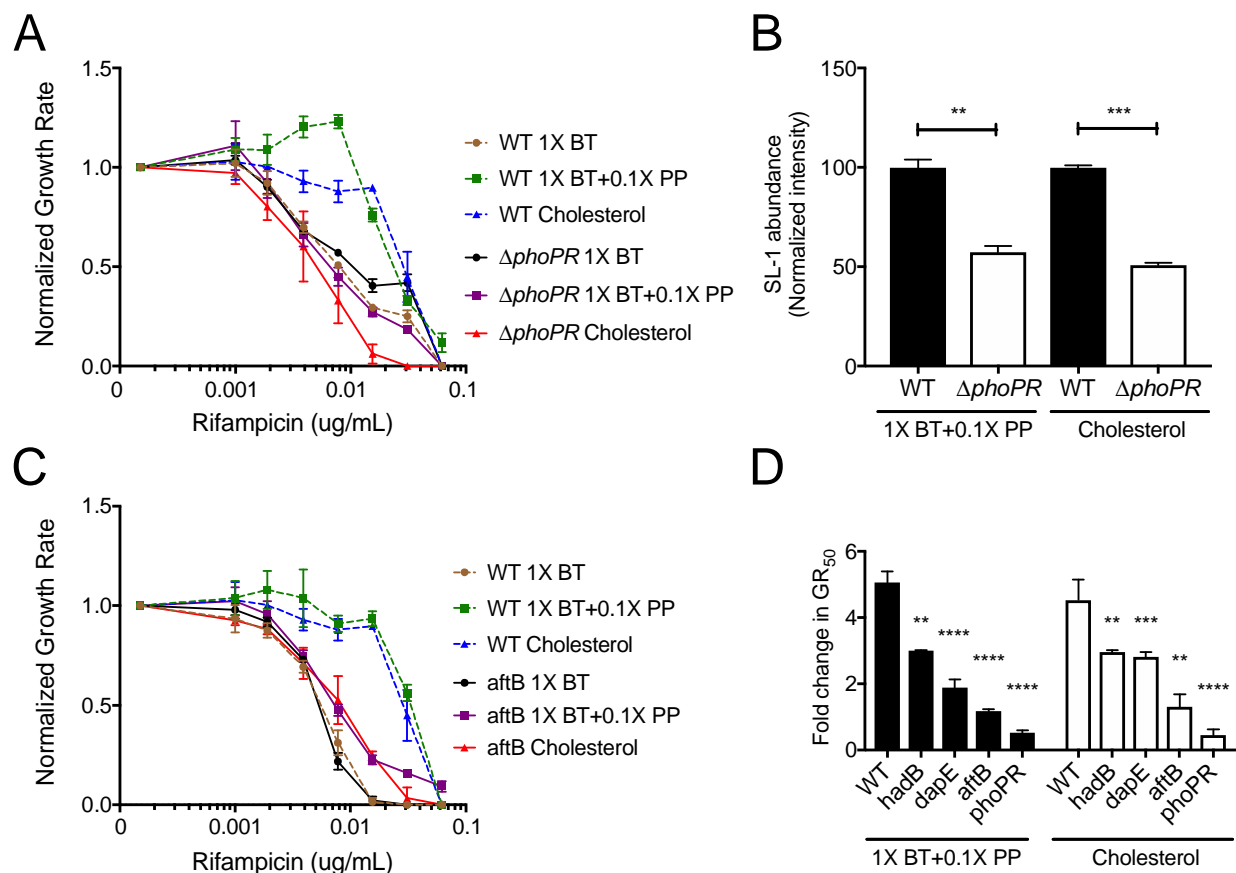 A
Normalized Growth Rate
1.5
1.0
0.5
0.0
0
0.001
0.01
0.1
Rifampicin (ug/mL)
WT 1X BT
WT 1X BT+0.1X PP
WT Cholesterol
ΔphoPR 1X BT
ΔphoPR 1X BT+0.1X PP
ΔphoPR Cholesterol
B
SL-1 abundance
(Normalized intensity)
150
100
50
0
**
***
WT
ΔphoPR
WT
ΔphoPR
1X BT+0.1X PP
Cholesterol
C
Normalized Growth Rate
1.5
1.0
0.5
0.0
0
0.001
0.01
0.1
Rifampicin (ug/mL)
WT 1X BT
WT 1X BT+0.1X PP
WT Cholesterol
aftB 1X BT
aftB 1X BT+0.1X PP
aftB Cholesterol
D
Fold change in GR50
6
4
2
0
**
****
****
****
**
***
**
****
WT
hadB
dapE
aftB
phoPR
WT
hadB
dapE
aftB
phoPR
1X BT+0.1X PP
Cholesterol